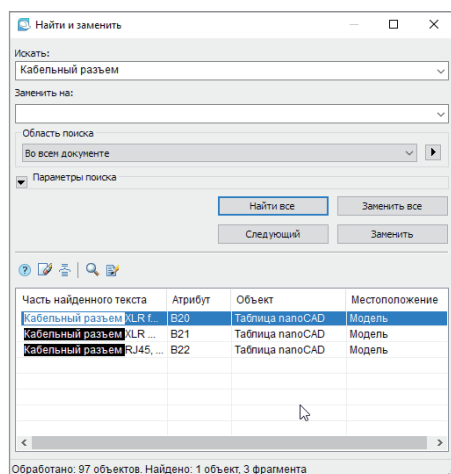 Найти и заменить
Искать:
Кабельный разъем
Заменить на:
Область поиска
Во всем документе
Параметры поиска
Найти все
Заменить все
Следующий
Заменить
Часть найденного текста Атрибут Объект Местоположение
Кабельный разъем XLR f... B20 Таблица nanoCAD Модель
Кабельный разъем XLR ... B21 Таблица nanoCAD Модель
Кабельный разъем RJ45, ... B22 Таблица nanoCAD Модель
Обработано: 97 объектов. Найдено: 1 объект, 3 фрагмента